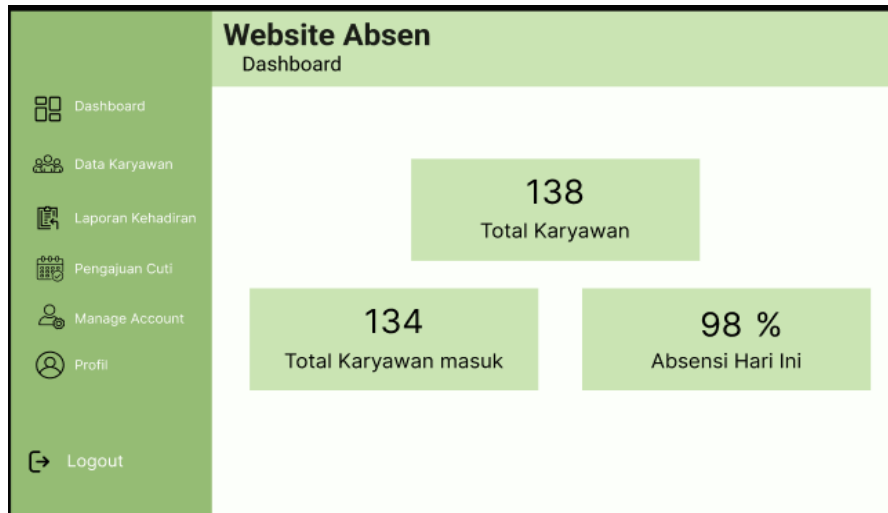 Website Absen
Dashboard
Dashboard
Data Karyawan
Laporan Kehadiran
Pengajuan Cuti
Manage Account
Profil
Logout
138
Total Karyawan
134
Total Karyawan masuk
98 %
Absensi Hari Ini